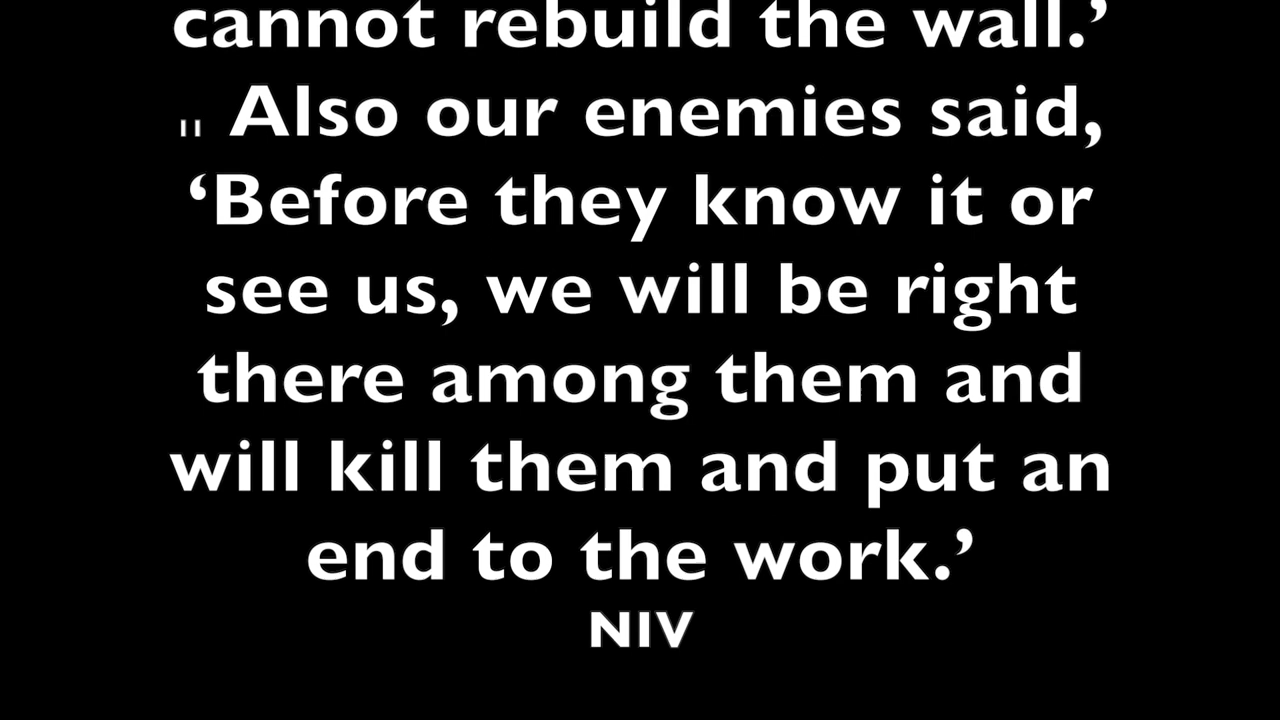 cannot rebuild the wall.’
11 Also our enemies said,
‘Before they know it or
see us, we will be right
there among them and
will kill them and put an
end to the work.’
NIV